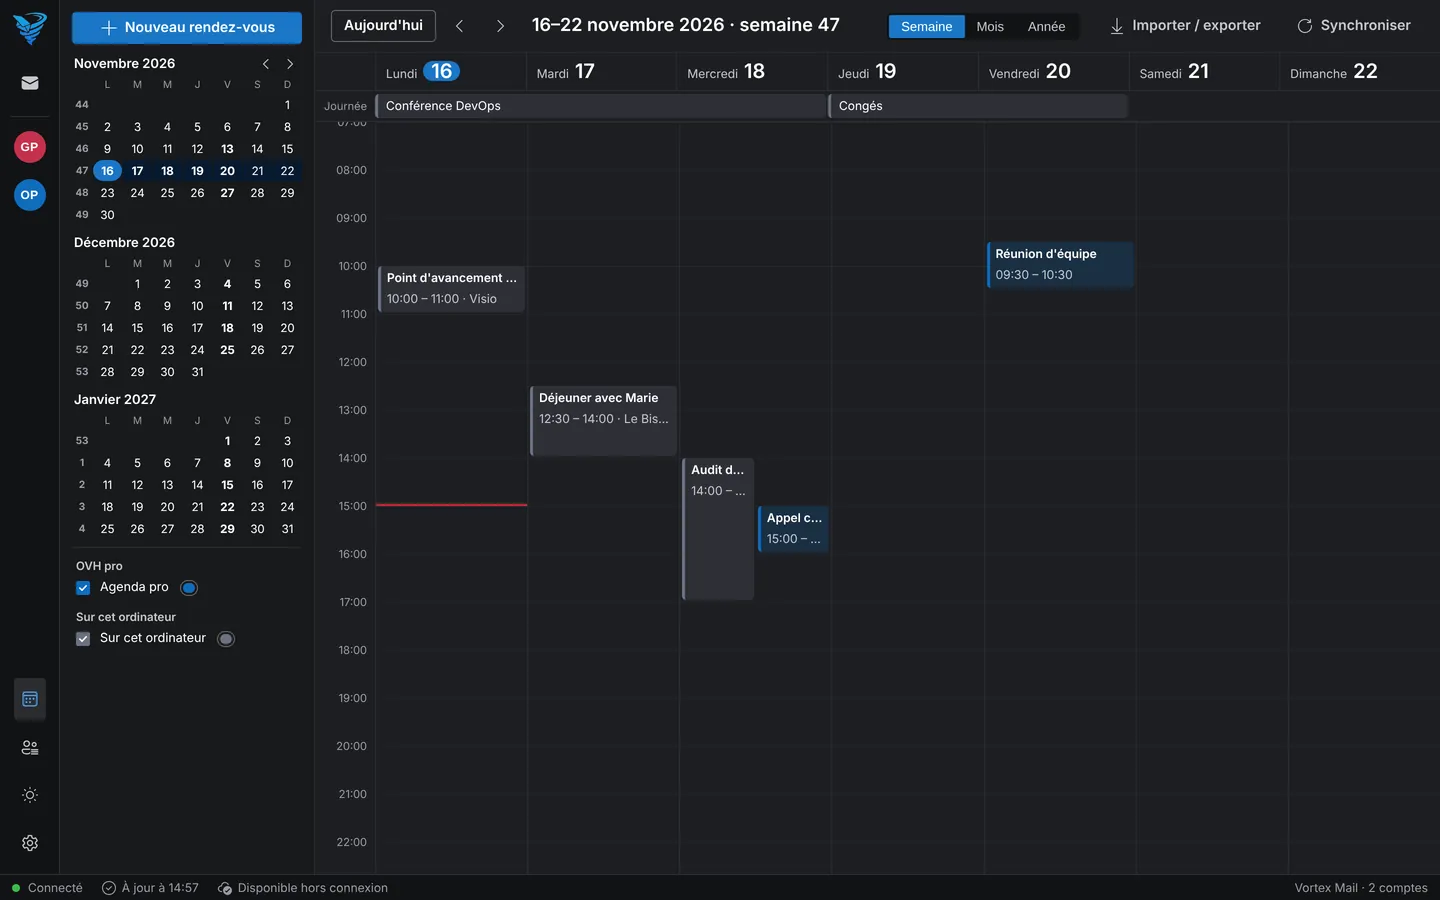 Nouveau rendez-vous
Aujourd'hui
16–22 novembre 2026 · semaine 47
Semaine Mois Année
Importer / exporter
Synchroniser
GP
OP
Novembre 2026
L M M J V S D
44 1
45 2 3 4 5 6 7 8
46 9 10 11 12 13 14 15
47 16 17 18 19 20 21 22
48 23 24 25 26 27 28 29
49 30
Décembre 2026
L M M J V S D
49 1 2 3 4 5 6
50 7 8 9 10 11 12 13
51 14 15 16 17 18 19 20
52 21 22 23 24 25 26 27
53 28 29 30 31
Janvier 2027
L M M J V S D
53 1 2 3
1 4 5 6 7 8 9 10
2 11 12 13 14 15 16 17
3 18 19 20 21 22 23 24
4 25 26 27 28 29 30 31
OVH pro
Agenda pro
Sur cet ordinateur
Sur cet ordinateur
Lundi 16 Mardi 17 Mercredi 18 Jeudi 19 Vendredi 20 Samedi 21 Dimanche 22
Journée Conférence DevOps Congés
07:00
08:00
09:00
10:00
11:00
12:00
13:00
14:00
15:00
16:00
17:00
18:00
19:00
20:00
21:00
22:00
Point d'avancement ...
10:00 – 11:00 · Visio
Déjeuner avec Marie
12:30 – 14:00 · Le Bis...
Audit d...
14:00 – ...
Appel c...
15:00 – ...
Réunion d'équipe
09:30 – 10:30
Connecté À jour à 14:57 Disponible hors connexion
Vortex Mail · 2 comptes